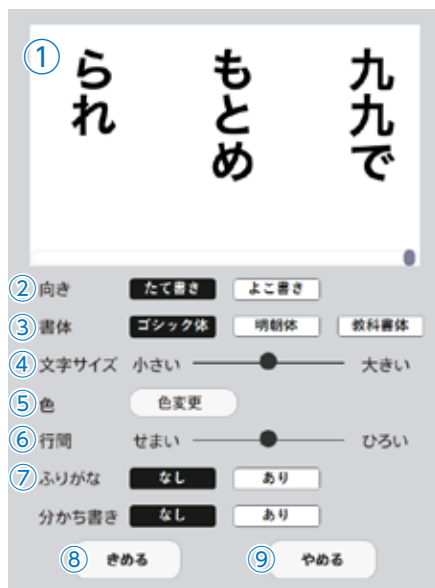 ①
九九で
もとめ
られ
② 向き たて書き よこ書き
③ 書体 ゴシック体 明朝体 教科書体
④ 文字サイズ 小さい 大きい
⑤ 色 色変更
⑥ 行間 せまい ひろい
⑦ ふりがな なし あり
分かち書き なし あり
⑧ きめる ⑨ やめる